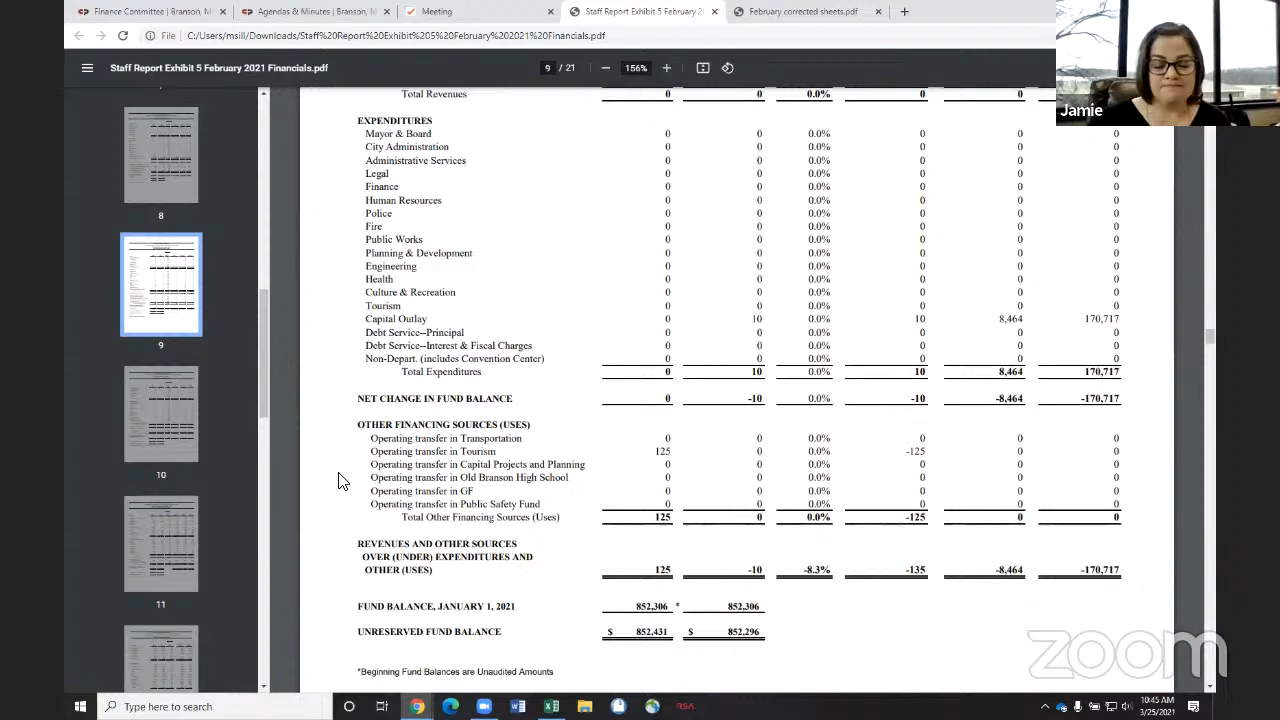 Finance Committee | Branson, M
Agendas & Minutes | Branson, M
Meeting
Staff Report Exhibit 5 February 2
February corrected sheets.pdf
File C:/Users/msill/Downloads/Staff%20Report%20Exhibit%205%20February%202021%20Financials.pdf
Staff Report Exhibit 5 February 2021 Financials.pdf
9 / 21
156%
Jamie
8
9
10
11
Total Revenues 0 0 0.0% 0 0
EXPENDITURES
Mayor & Board 0 0 0.0% 0 0 0
City Administration 0 0 0.0% 0 0 0
Administrative Services 0 0 0.0% 0 0 0
Legal 0 0 0.0% 0 0 0
Finance 0 0 0.0% 0 0 0
Human Resources 0 0 0.0% 0 0 0
Police 0 0 0.0% 0 0 0
Fire 0 0 0.0% 0 0 0
Public Works 0 0 0.0% 0 0 0
Planning & Development 0 0 0.0% 0 0 0
Engineering 0 0 0.0% 0 0 0
Health 0 0 0.0% 0 0 0
Culture & Recreation 0 0 0.0% 0 0 0
Tourism 0 0 0.0% 0 0 0
Capital Outlay 0 10 0.0% 10 8,464 170,717
Debt Service--Principal 0 0 0.0% 0 0 0
Debt Service--Interest & Fiscal Charges 0 0 0.0% 0 0 0
Non-Depart. (includes Convention Center) 0 0 0.0% 0 0 0
Total Expenditures 0 10 0.0% 10 8,464 170,717
NET CHANGE IN FUND BALANCE 0 -10 0.0% -10 -8,464 -170,717
OTHER FINANCING SOURCES (USES)
Operating transfer in Transportation 0 0 0.0% 0 0 0
Operating transfer in Tourism 125 0 0.0% -125 0 0
Operating transfer in Capital Projects and Planning 0 0 0.0% 0 0 0
Operating transfer in Old Branson High School 0 0 0.0% 0 0 0
Operating transfer in GF 0 0 0.0% 0 0 0
Operating transfer in Public Safety Fund 0 0 0.0% 0 0 0
Total Other Financing Sources (Uses) 125 0 0.0% -125 0 0
REVENUES AND OTHER SOURCES
OVER (UNDER) EXPENDITURES AND
OTHER (USES) 125 -10 -8.3% -135 -8,464 -170,717
FUND BALANCE, JANUARY 1, 2021 852,306 * 852,306
UNRESERVED FUND BALANCE $ 852,431 $ 852,296
*Beginning Fund Balances are Unaudited Amounts
zoom
Type here to search
RSA
10:45 AM
3/25/2021